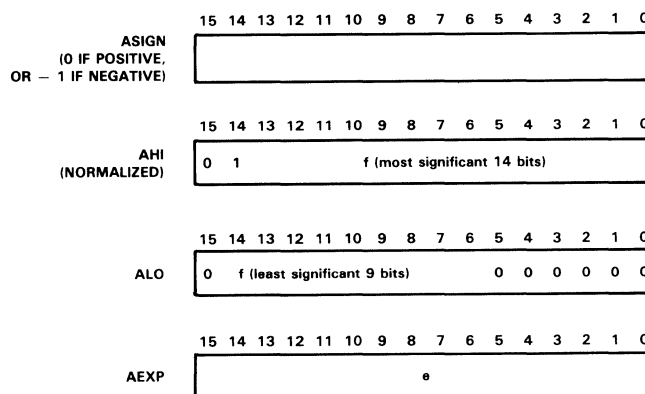 15 14 13 12 11 10 9 8 7 6 5 4 3 2 1 0
ASIGN
(0 IF POSITIVE,
OR − 1 IF NEGATIVE)
15 14 13 12 11 10 9 8 7 6 5 4 3 2 1 0
AHI
(NORMALIZED)
0 1 f (most significant 14 bits)
15 14 13 12 11 10 9 8 7 6 5 4 3 2 1 0
ALO
0 f (least significant 9 bits) 0 0 0 0 0 0
15 14 13 12 11 10 9 8 7 6 5 4 3 2 1 0
AEXP
e